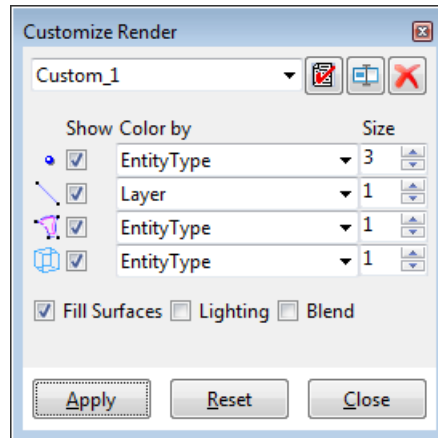 Customize Render
Custom_1
Show Color by Size
EntityType 3
Layer 1
EntityType 1
EntityType 1
Fill Surfaces Lighting Blend
Apply Reset Close